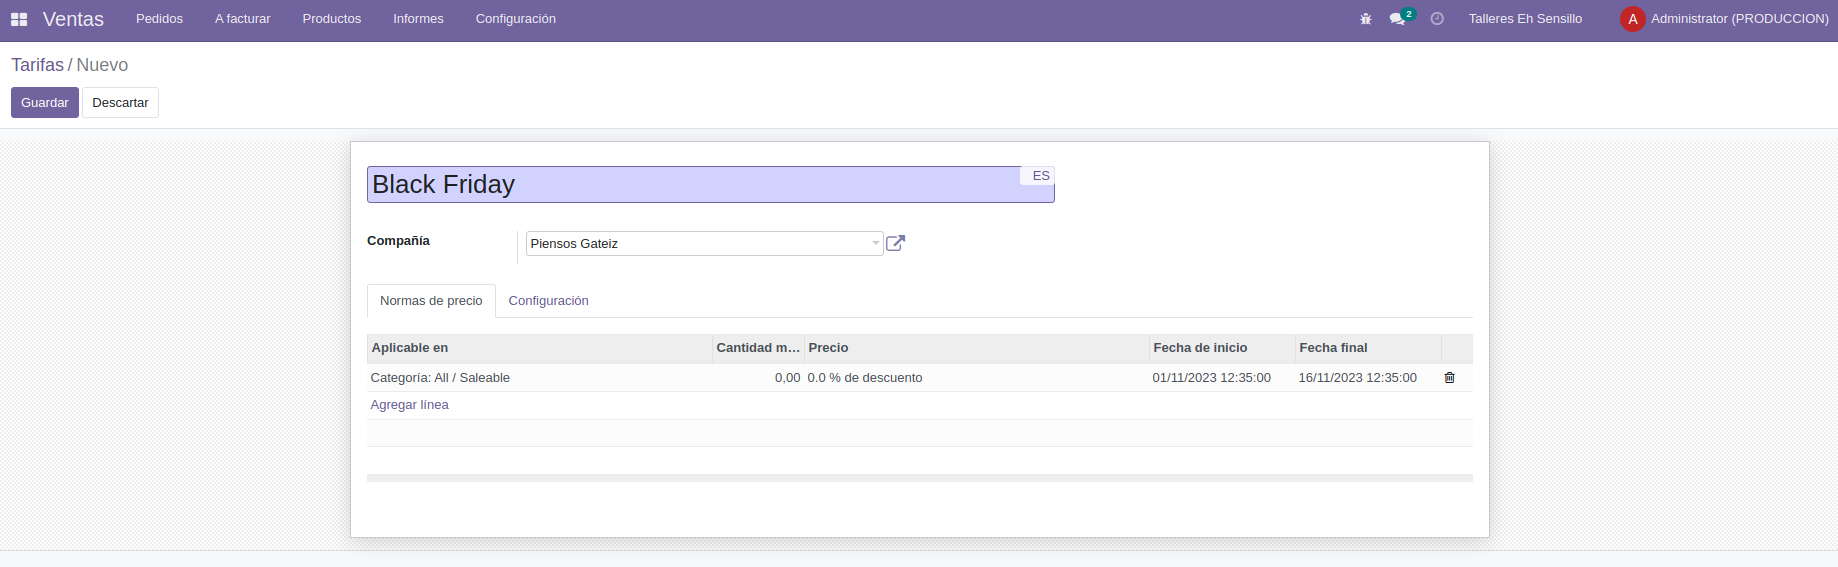 Ventas Pedidos A facturar Productos Informes Configuración 2 Talleres Eh Sensillo A Administrator (PRODUCCION)
Tarifas / Nuevo
Guardar Descartar
Black Friday ES
Compañía Piensos Gateiz
Normas de precio Configuración
Aplicable en Cantidad m... Precio Fecha de inicio Fecha final
Categoría: All / Saleable 0,00 0.0 % de descuento 01/11/2023 12:35:00 16/11/2023 12:35:00
Agregar línea